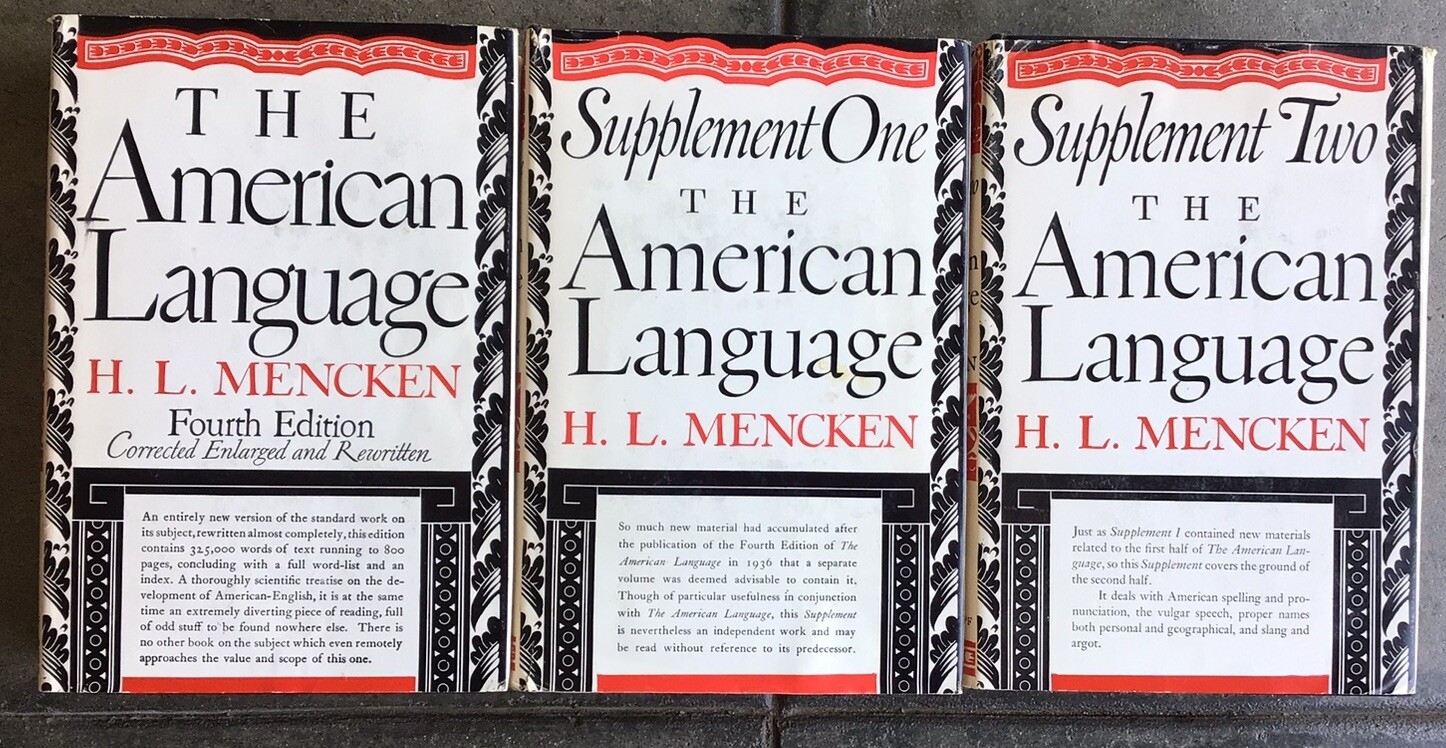 THE
American
Language
H. L. MENCKEN
Fourth Edition
Corrected Enlarged and Rewritten
An entirely new version of the standard work on
its subject, rewritten almost completely, this edition
contains 325,000 words of text running to 800
pages, concluding with a full word-list and an
index. A thoroughly scientific treatise on the de-
velopment of American-English, it is at the same
time an extremely diverting piece of reading, full
of odd stuff to be found nowhere else. There is
no other book on the subject which even remotely
approaches the value and scope of this one.
Supplement One
THE
American
Language
H. L. MENCKEN
So much new material had accumulated after
the publication of the Fourth Edition of The
American Language in 1936 that a separate
volume was deemed advisable to contain it.
Though of particular usefulness in conjunction
with The American Language, this Supplement
is nevertheless an independent work and may
be read without reference to its predecessor.
Supplement Two
THE
American
Language
H. L. MENCKEN
Just as Supplement I contained new materials
related to the first half of The American Lan-
guage, so this Supplement covers the ground of
the second half.
It deals with American spelling and pro-
nunciation, the vulgar speech, proper names
both personal and geographical, and slang and
argot.